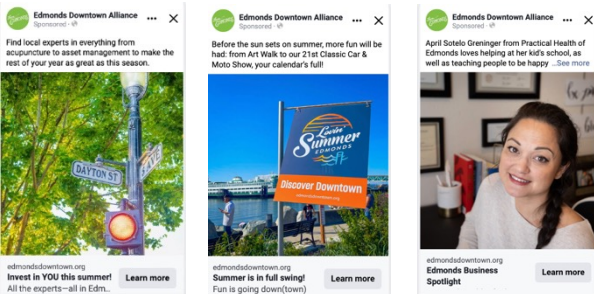 Edmonds Downtown Alliance ... X
Sponsored ·
Find local experts in everything from
acupuncture to asset management to make the
rest of your year as great as this season.
DAYTON ST
5 AVE
edmondsdowntown.org
Invest in YOU this summer!
All the experts—all in Edm...
Learn more
Edmonds Downtown Alliance ... X
Sponsored ·
Before the sun sets on summer, more fun will be
had: from Art Walk to our 21st Classic Car &
Moto Show, your calendar's full!
Lovin'
Summer
EDMONDS
Discover Downtown
edmondsdowntown.org
Summer is in full swing!
Fun is going down(town)
Learn more
Edmonds Downtown Alliance ... X
Sponsored ·
April Sotelo Greninger from Practical Health of
Edmonds loves helping at her kid's school, as
well as teaching people to be happy ...See more
edmondsdowntown.org
Edmonds Business
Spotlight
Learn more